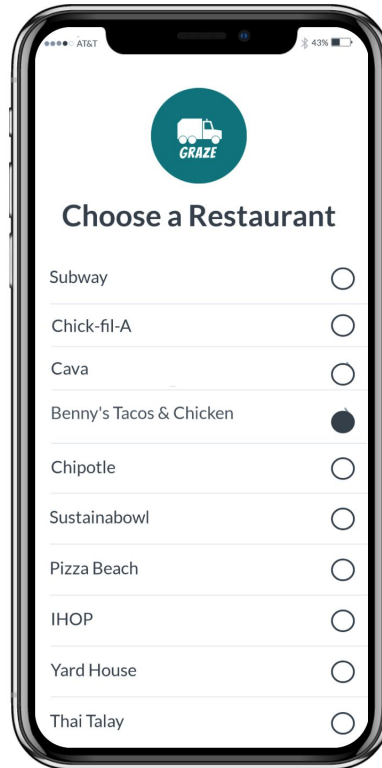 AT&T
43%
GRAZE
Choose a Restaurant
Subway
Chick-fil-A
Cava
Benny's Tacos & Chicken
Chipotle
Sustainabowl
Pizza Beach
IHOP
Yard House
Thai Talay